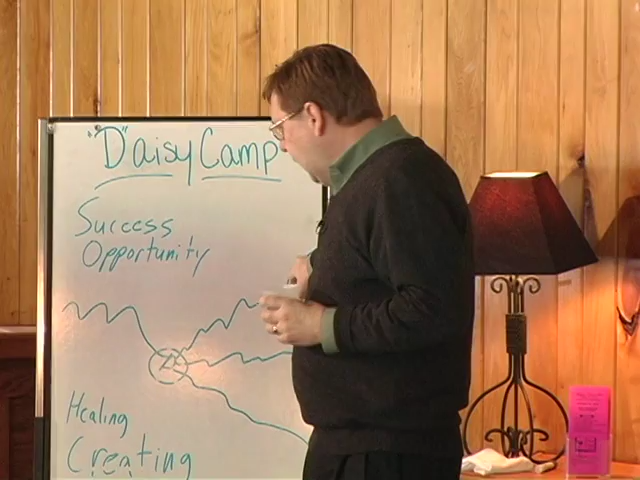 "D"aisy Camp
Success
Opportunity
Healing
Creating